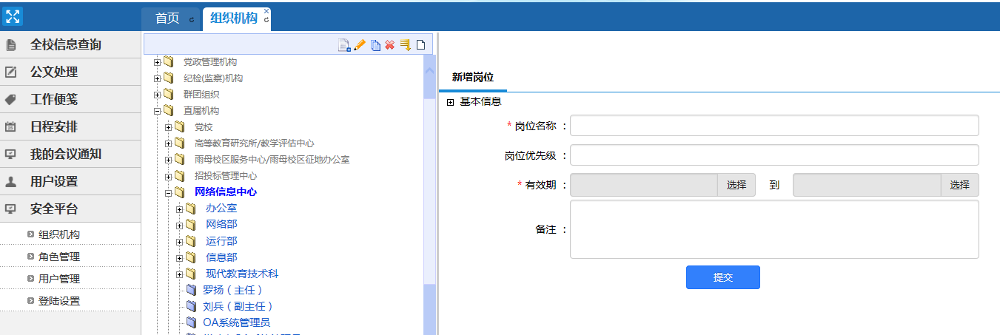 首页
组织机构
全校信息查询
公文处理
工作便笺
日程安排
我的会议通知
用户设置
安全平台
组织机构
角色管理
用户管理
登陆设置
党政管理机构
纪检(监察)机构
群团组织
直属机构
党校
高等教育研究所/教学评估中心
雨母校区服务中心/雨母校区征地办公室
招投标管理中心
网络信息中心
办公室
网络部
运行部
信息部
现代教育技术科
罗扬（主任）
刘兵（副主任）
OA系统管理员
新增岗位
基本信息
* 岗位名称 ：
岗位优先级 ：
* 有效期 ： 选择 到 选择
备注 ：
提交